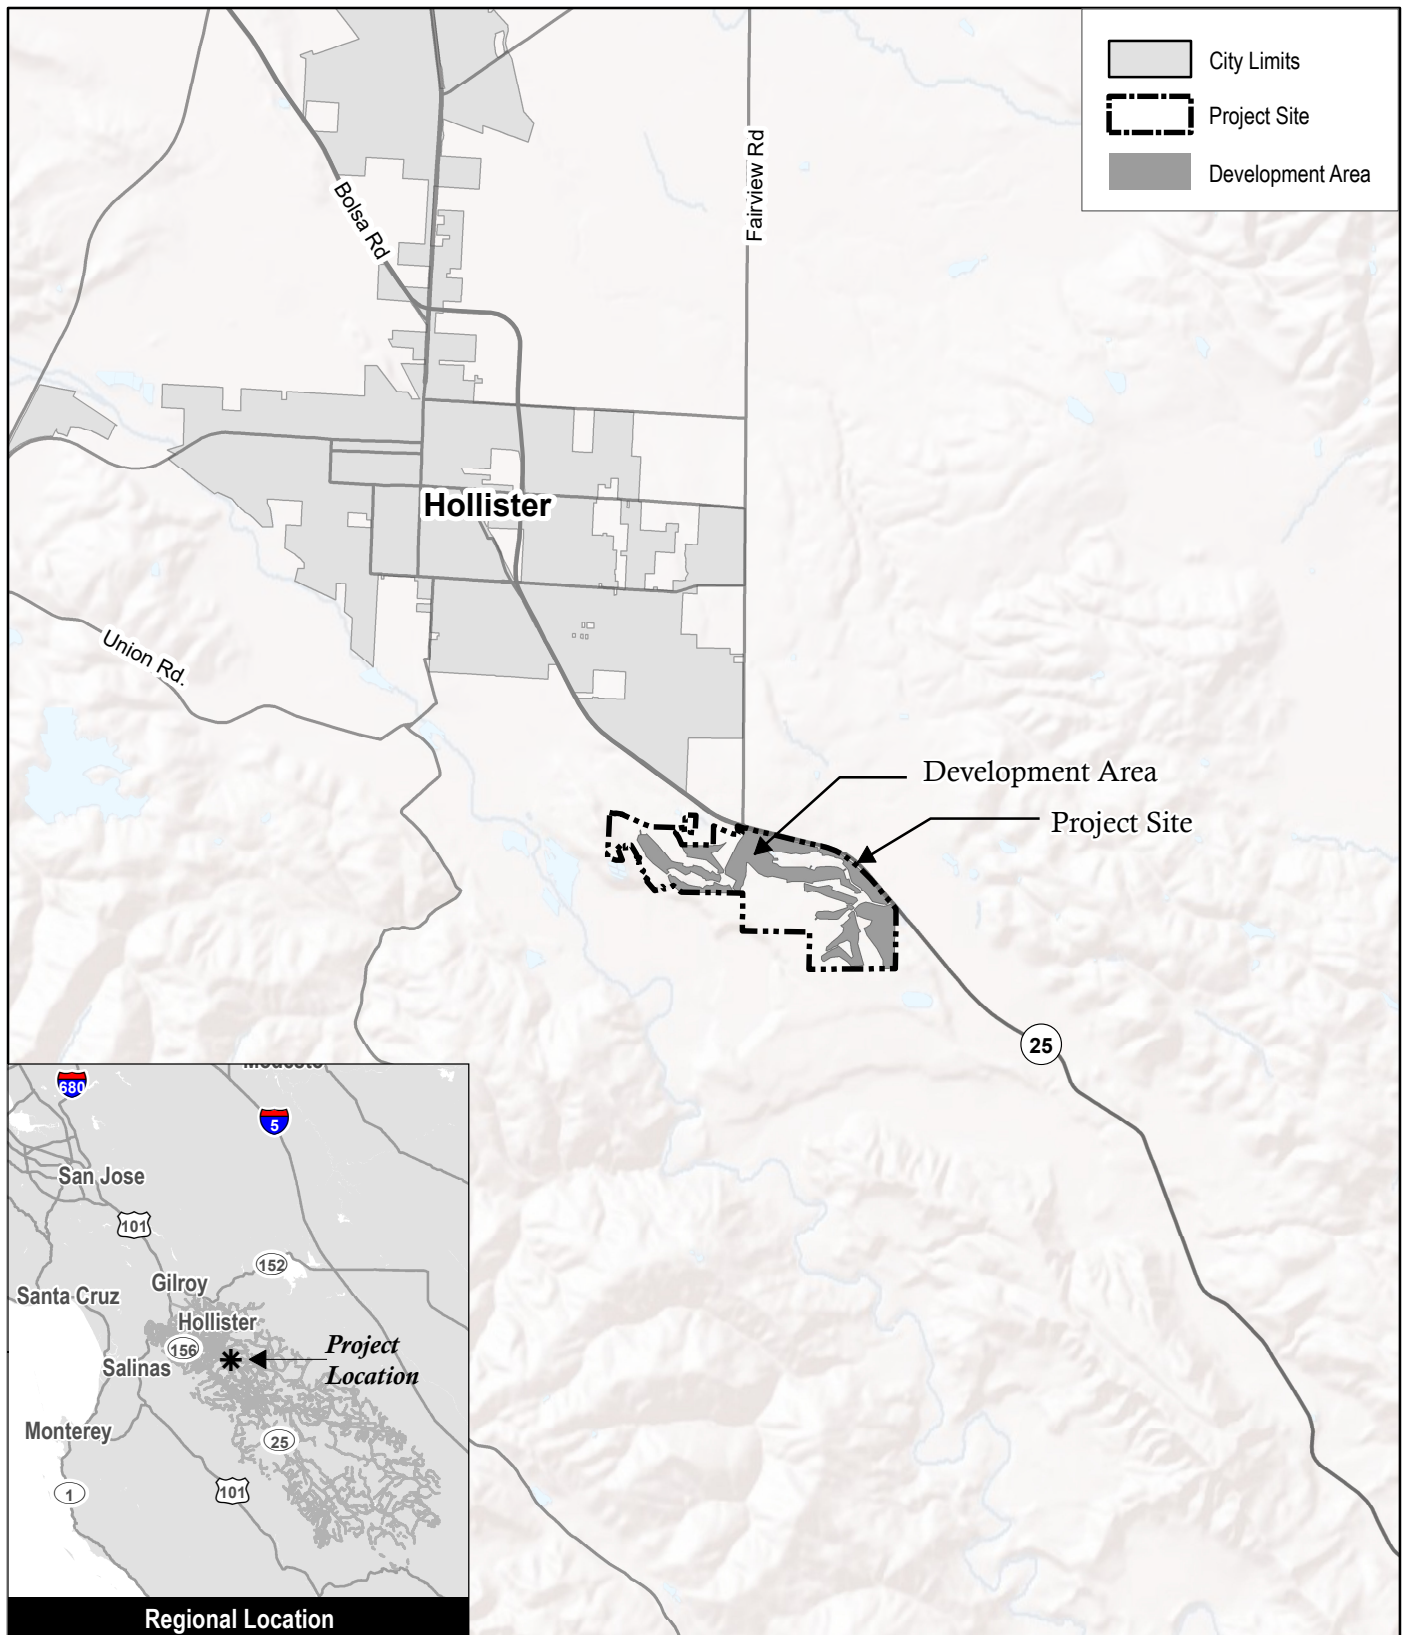 City Limits
Project Site
Development Area
Fairview Rd
Bolsa Rd
Hollister
Union Rd.
Development Area
Project Site
25
Modesto
680
5
San Jose
101
152
Gilroy
Santa Cruz
Hollister
156
Project
Location
Salinas
Monterey
25
101
1
Regional Location